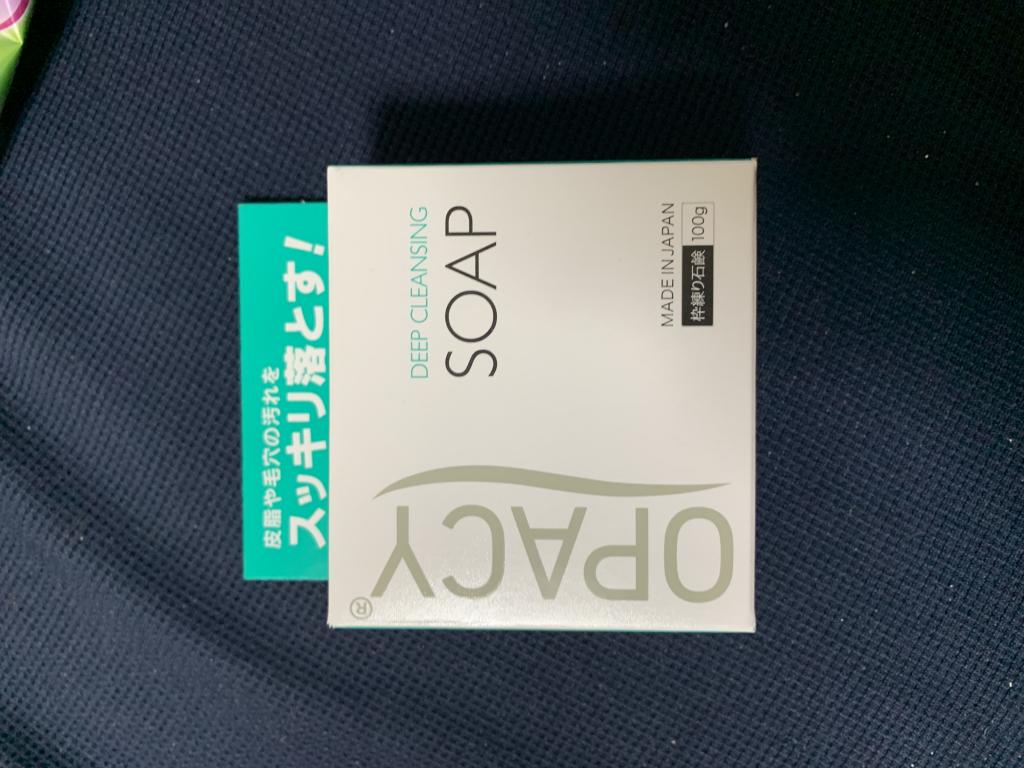 皮脂や毛穴の汚れを
スッキリ落とす!
DEEP CLEANSING
SOAP
MADE IN JAPAN
枠練り石鹸 100g
OPACY®